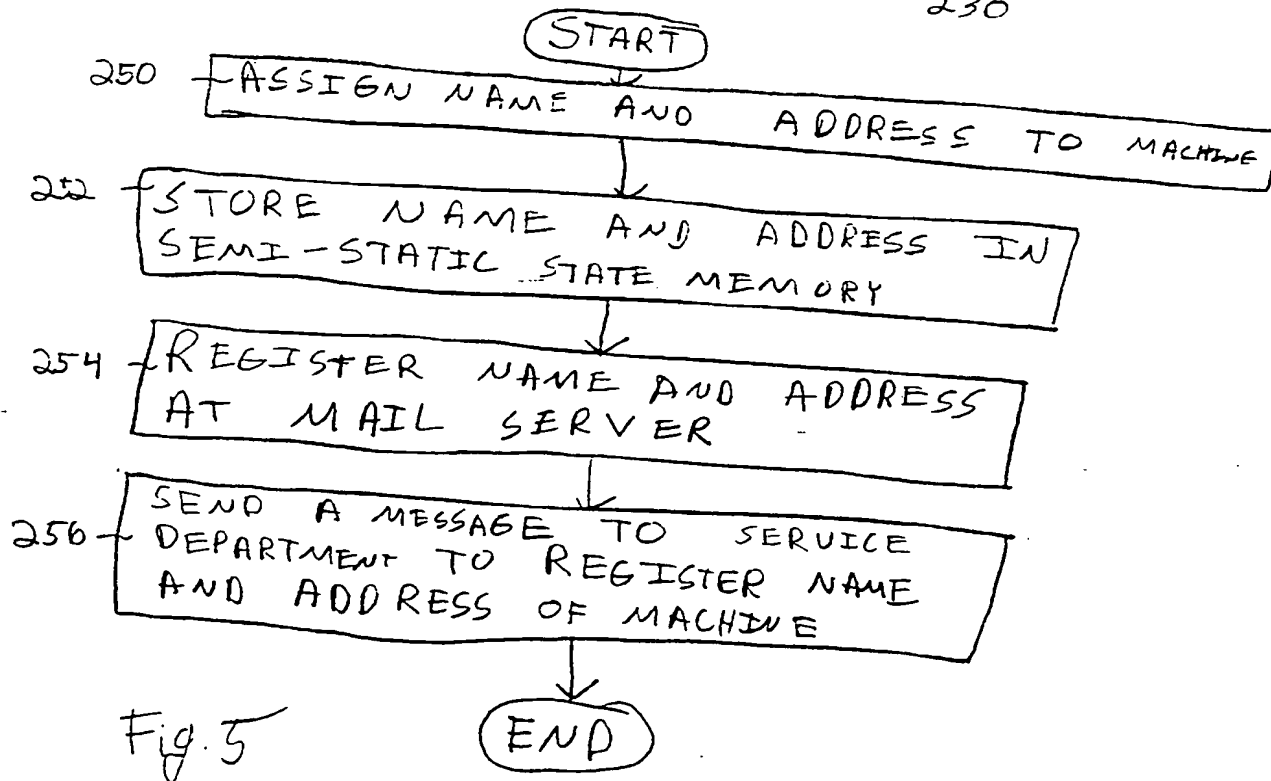 230
START
250 ASSIGN NAME AND ADDRESS TO MACHINE
252 STORE NAME AND ADDRESS IN
SEMI-STATIC STATE MEMORY
254 REGISTER NAME AND ADDRESS
AT MAIL SERVER
SEND A MESSAGE TO SERVICE
256 DEPARTMENT TO REGISTER NAME
AND ADDRESS OF MACHINE
END
Fig. 5